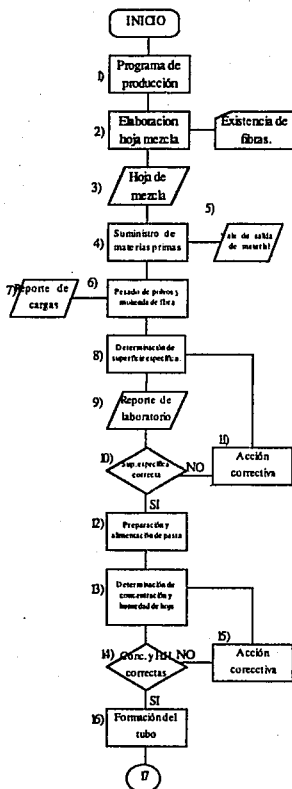 INICIO
1) Programa de
producción
2) Elaboracion
hoja mezcla
Existencia de
fibras.
3) Hoja de
mezcla
5)
4) Suministro de
materias primas
Vale de salida
de material
7) Reporte de
cargas
6)
Pesado de polvos y
molienda de fibra
8) Determinación de
superficie especifica.
9) Reporte de
laboratorio
10) Sup. especifica
correcta
NO
11)
Acción
correctiva
SI
12) Preparación y
alimentación de pasta
13) Determinación de
concentración y
humedad de hoja
14) Conc. y HH
correctas
NO
15)
Acción
correctiva
SI
16) Formación del
tubo
17